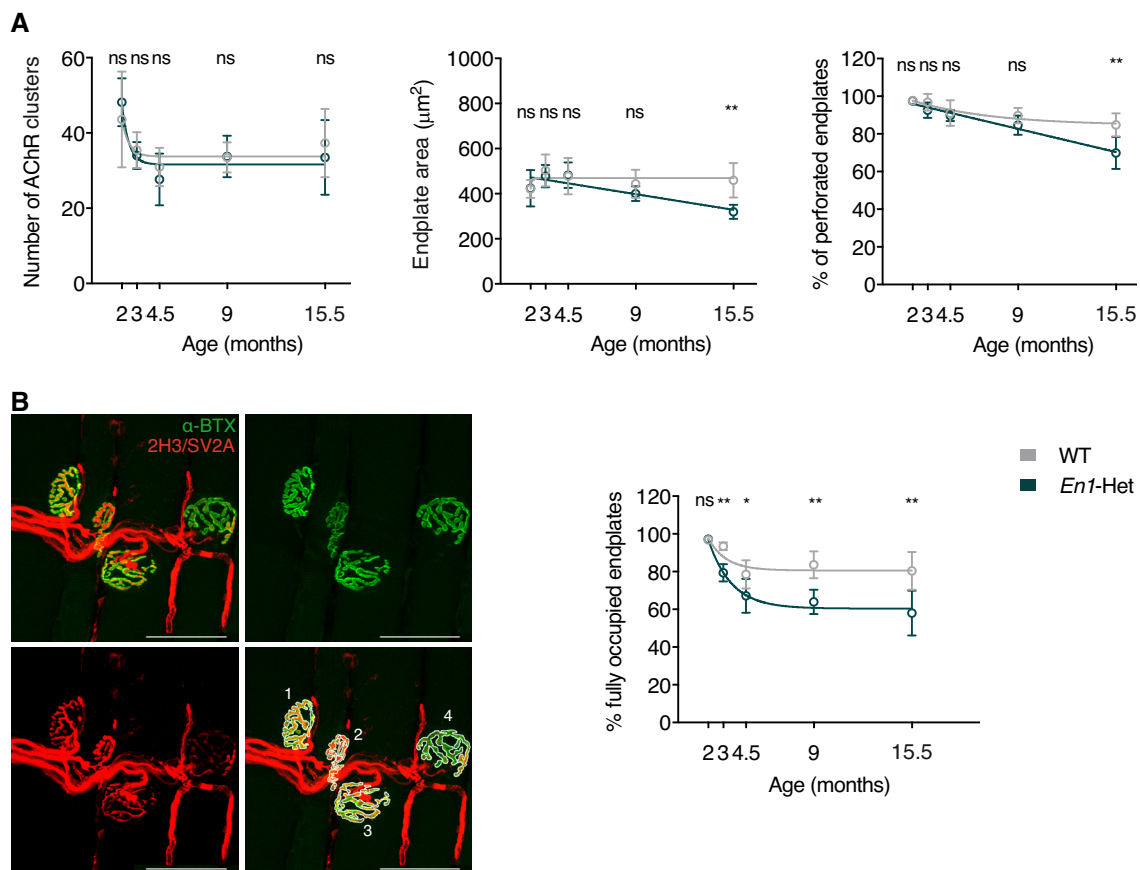 A
Number of AChR clusters
ns ns ns ns ns
60
40
20
0
2 3 4.5 9 15.5
Age (months)
Endplate area (μm²)
ns ns ns ns **
1000
800
600
400
200
0
2 3 4.5 9 15.5
Age (months)
% of perforated endplates
ns ns ns ns **
120
100
80
60
40
20
0
2 3 4.5 9 15.5
Age (months)
B
α-BTX
2H3/SV2A
1
2
3
4
% fully occupied endplates
ns ** * ** **
120
100
80
60
40
20
0
2 3 4.5 9 15.5
Age (months)
WT
En1-Het